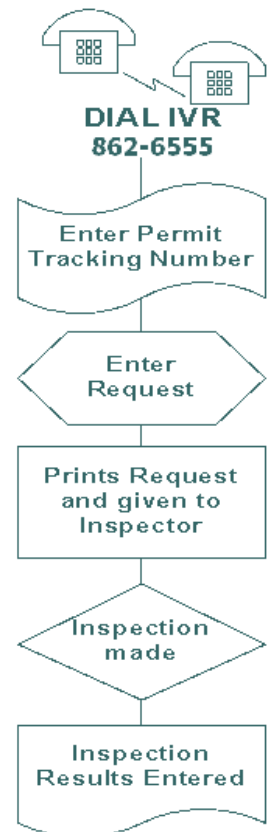 DIAL IVR
862-6555
Enter Permit
Tracking Number
Enter
Request
Prints Request
and given to
Inspector
Inspection
made
Inspection
Results Entered